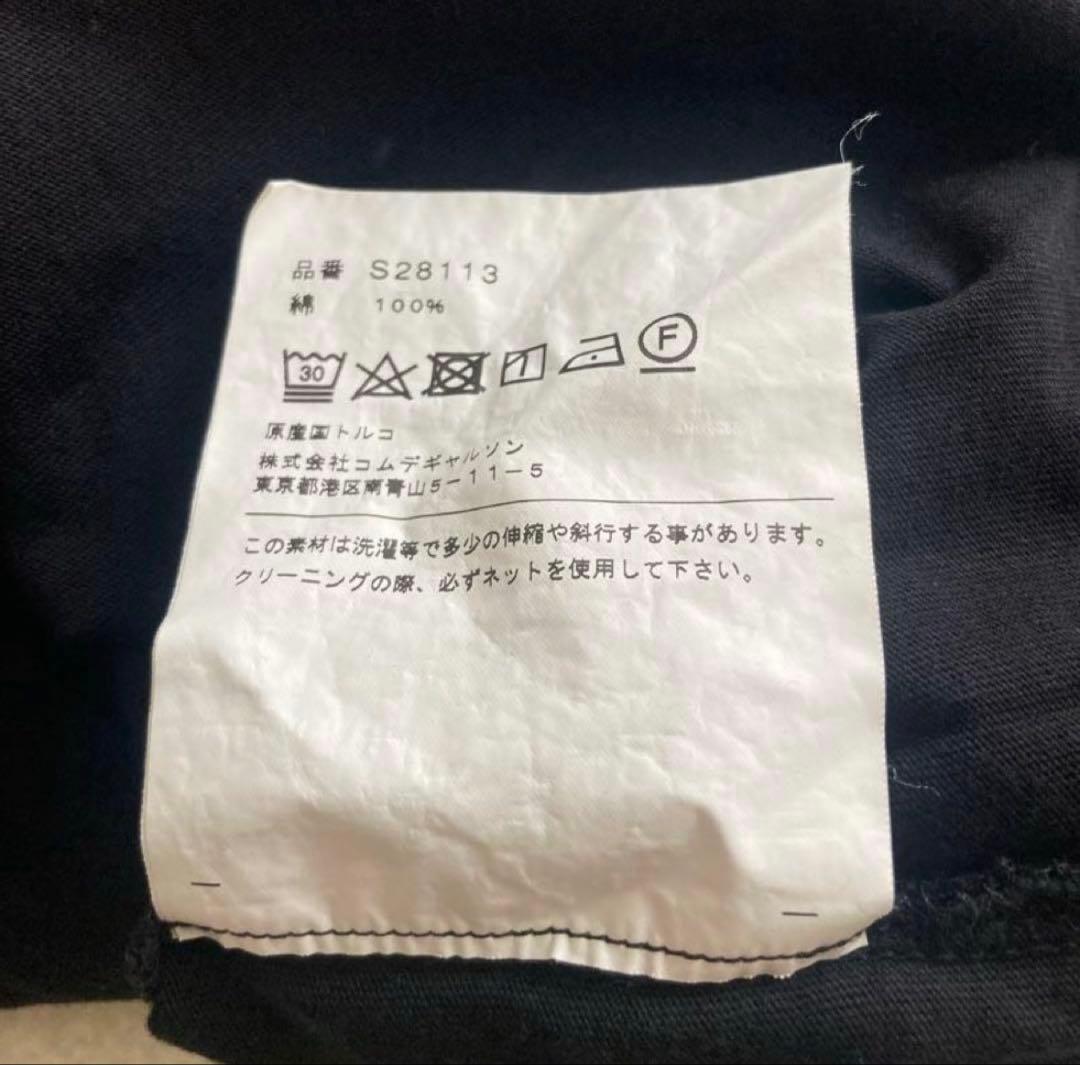 品番 S28113
綿 100%
30 F
原産国トルコ
株式会社コムデギャルソン
東京都港区南青山5-11-5
この素材は洗濯等で多少の伸縮や斜行する事があります。
クリーニングの際、必ずネットを使用して下さい。